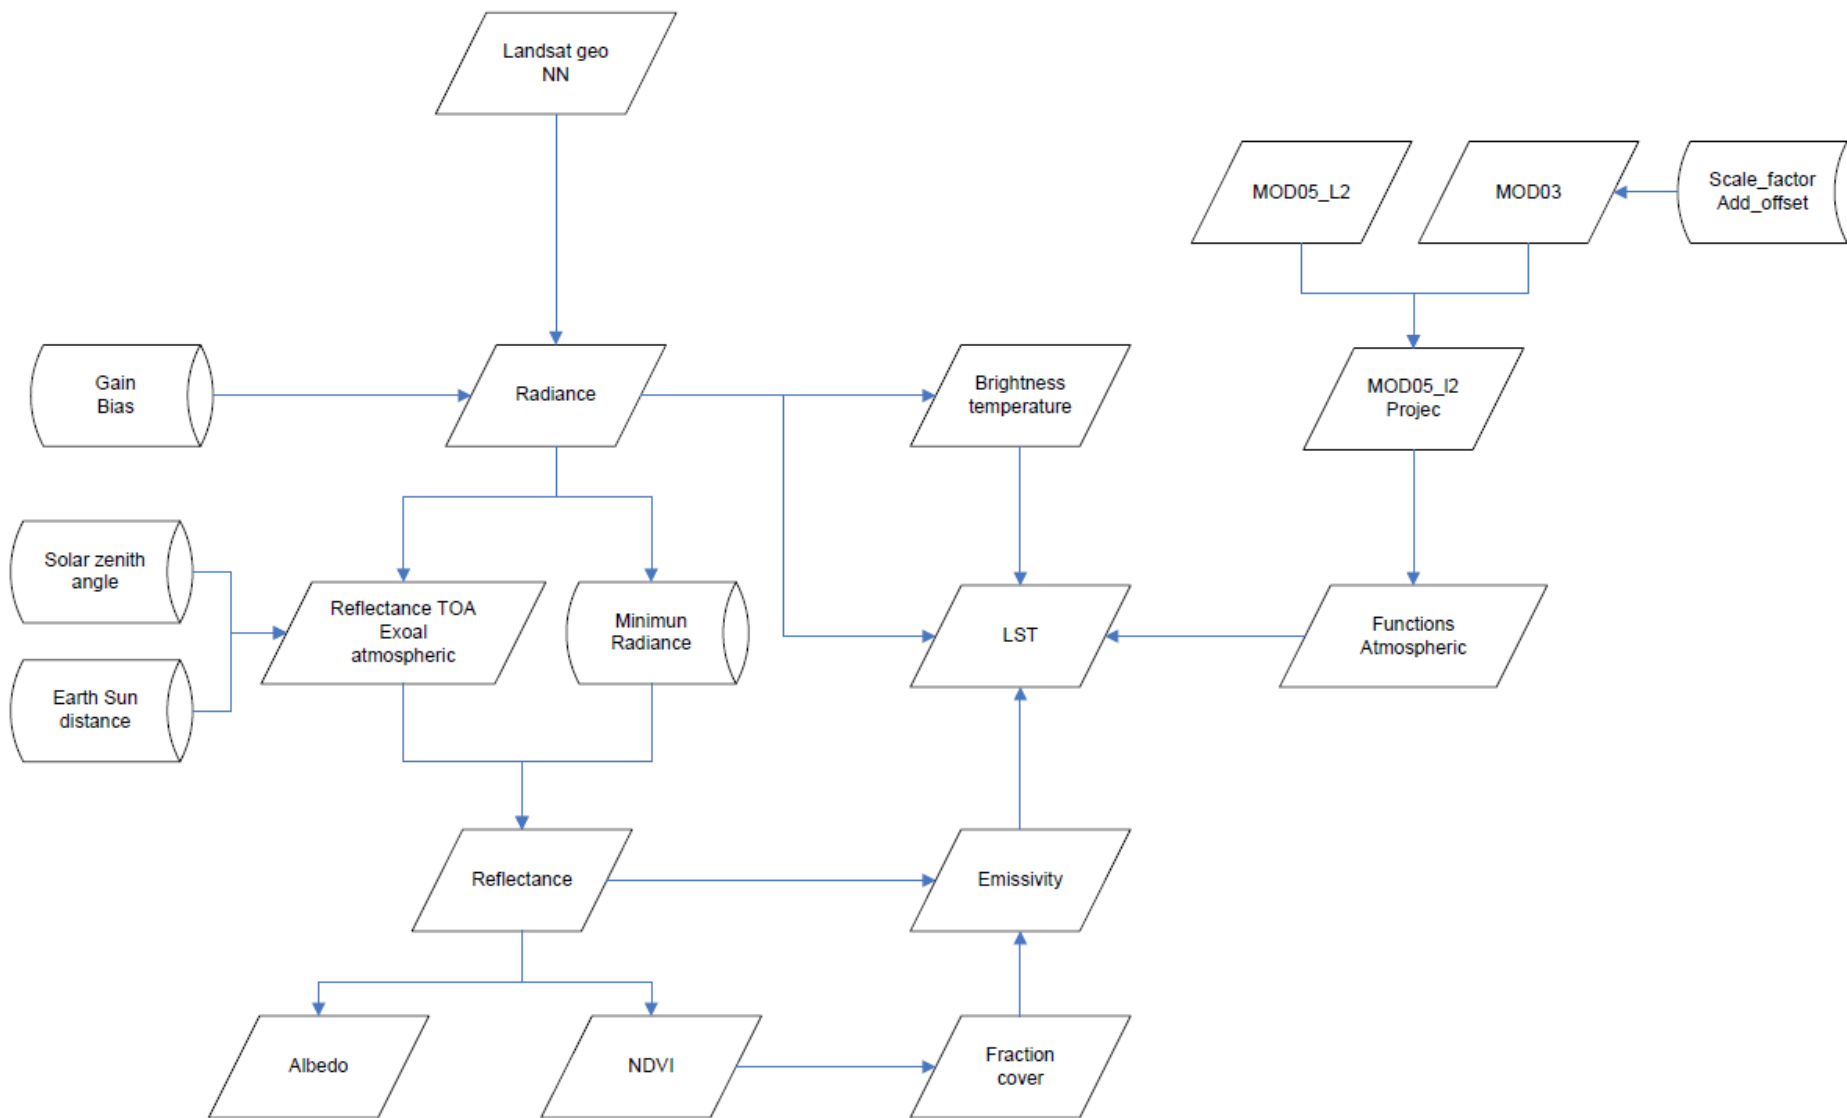 Landsat geo
NN
MOD05_L2
MOD03
Scale_factor
Add_offset
Gain
Bias
Radiance
Brightness
temperature
MOD05_l2
Projec
Solar zenith
angle
Reflectance TOA
Exoal
atmospheric
Minimun
Radiance
LST
Functions
Atmospheric
Earth Sun
distance
Reflectance
Emissivity
Albedo
NDVI
Fraction
cover